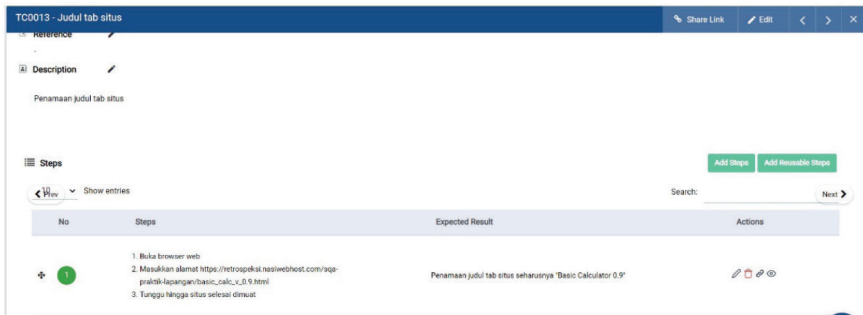 TC0013 - Judul tab situs
Share Link
Edit
Reference
-
Description
Penamaan judul tab situs
Steps
Add Steps
Add Reusable Steps
Prev
10
Show entries
Search:
Next
No Steps Expected Result Actions
1
1. Buka browser web
2. Masukkan alamat https://retrospeksi.nasiwebhost.com/sqa-
praktik-lapangan/basic_calc_v_0.9.html
3. Tunggu hingga situs selesai dimuat
Penamaan judul tab situs seharusnya "Basic Calculator 0.9"